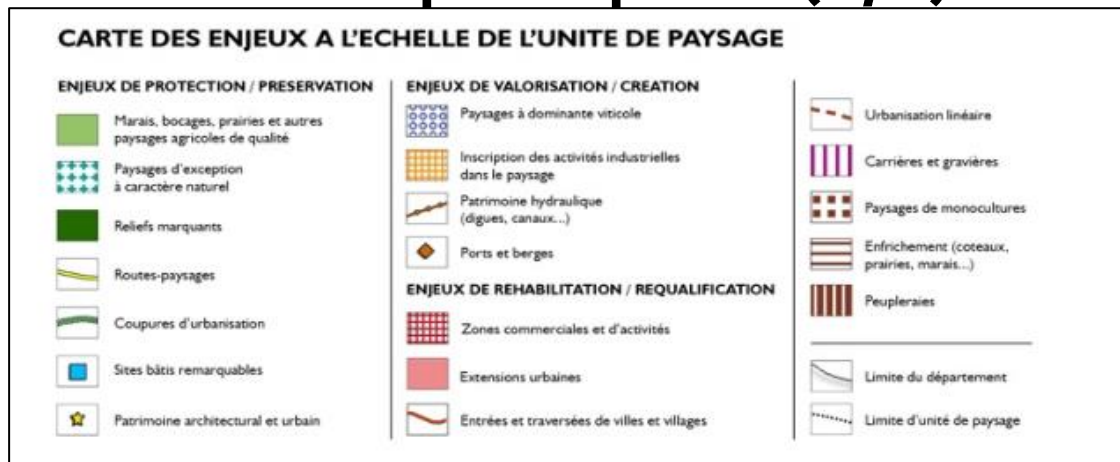 CARTE DES ENJEUX A L'ECHELLE DE L'UNITE DE PAYSAGE
ENJEUX DE PROTECTION / PRESERVATION
Marais, bocages, prairies et autres
paysages agricoles de qualité
Paysages d'exception
à caractère naturel
Reliefs marquants
Routes-paysages
Coupures d'urbanisation
Sites bâtis remarquables
Patrimoine architectural et urbain
ENJEUX DE VALORISATION / CREATION
Paysages à dominante viticole
Inscription des activités industrielles
dans le paysage
Patrimoine hydraulique
(digues, canaux...)
Ports et berges
ENJEUX DE REHABILITATION / REQUALIFICATION
Zones commerciales et d'activités
Extensions urbaines
Entrées et traversées de villes et villages
Urbanisation linéaire
Carrières et gravières
Paysages de monocultures
Enfrichement (coteaux,
prairies, marais...)
Peupleraies
Limite du département
Limite d'unité de paysage